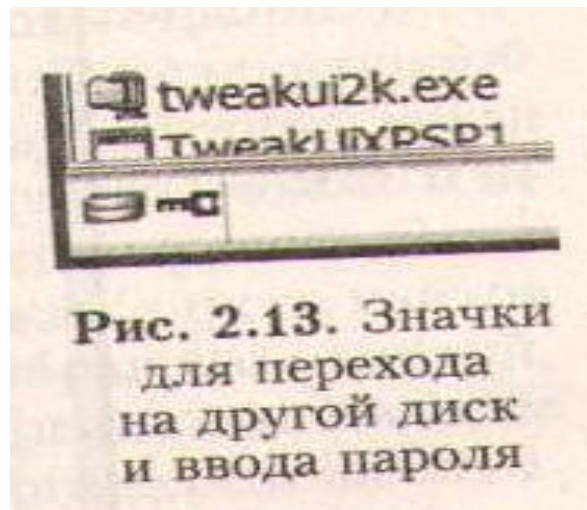 tweakui2k.exe
TweakUiXPSP1
Рис. 2.13. Значки
для перехода
на другой диск
и ввода пароля